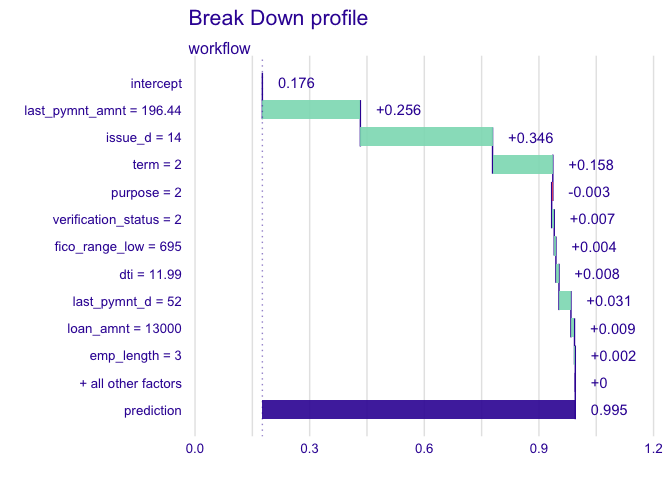 Break Down profile
workflow
intercept 0.176
last_pymnt_amnt = 196.44 +0.256
issue_d = 14 +0.346
term = 2 +0.158
purpose = 2 -0.003
verification_status = 2 +0.007
fico_range_low = 695 +0.004
dti = 11.99 +0.008
last_pymnt_d = 52 +0.031
loan_amnt = 13000 +0.009
emp_length = 3 +0.002
+ all other factors +0
prediction 0.995
0.0 0.3 0.6 0.9 1.2